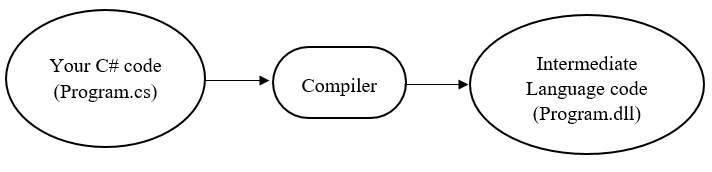 Your C# code
(Program.cs)
Compiler
Intermediate
Language code
(Program.dll)